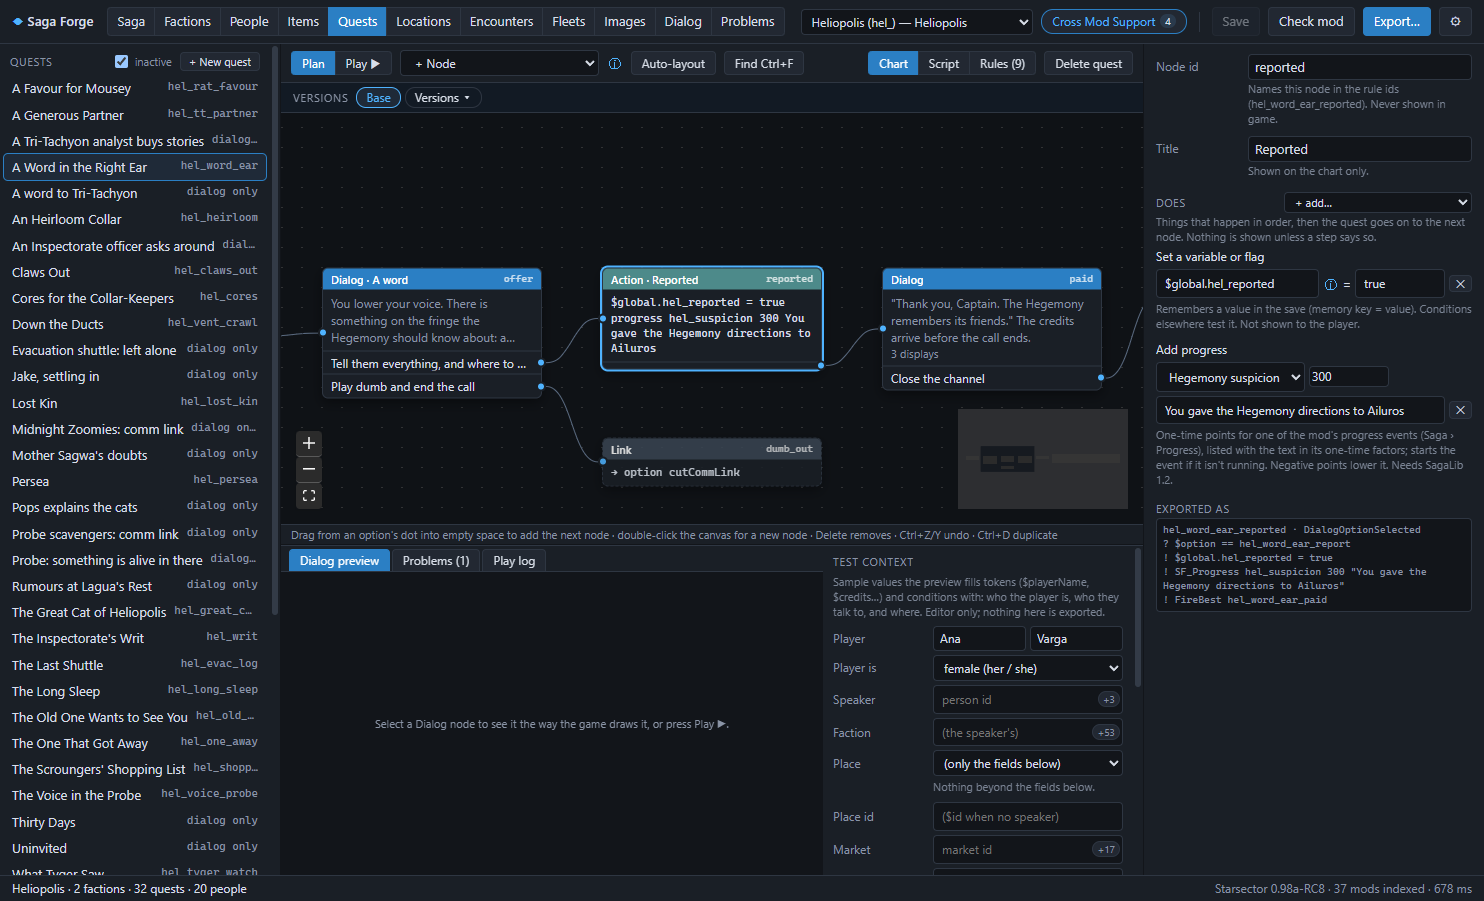 Saga Forge
Saga
Factions
People
Items
Quests
Locations
Encounters
Fleets
Images
Dialog
Problems
Heliopolis (hel_) — Heliopolis
Cross Mod Support 4
Save
Check mod
Export...
QUESTS
inactive
+ New quest
A Favour for Mousey hel_rat_favour
A Generous Partner hel_tt_partner
A Tri-Tachyon analyst buys stories dialog…
A Word in the Right Ear hel_word_ear
A word to Tri-Tachyon dialog only
An Heirloom Collar hel_heirloom
An Inspectorate officer asks around dial…
Claws Out hel_claws_out
Cores for the Collar-Keepers hel_cores
Down the Ducts hel_vent_crawl
Evacuation shuttle: left alone dialog only
Jake, settling in dialog only
Lost Kin hel_lost_kin
Midnight Zoomies: comm link dialog on…
Mother Sagwa's doubts dialog only
Persea hel_persea
Pops explains the cats dialog only
Probe scavengers: comm link dialog only
Probe: something is alive in there dialog…
Rumours at Lagua's Rest dialog only
The Great Cat of Heliopolis hel_great_c…
The Inspectorate's Writ hel_writ
The Last Shuttle hel_evac_log
The Long Sleep hel_long_sleep
The Old One Wants to See You hel_old_…
The One That Got Away hel_one_away
The Scroungers' Shopping List hel_shopp…
The Voice in the Probe hel_voice_probe
Thirty Days dialog only
Uninvited dialog only
What Tyger Saw hel_tyger_watch
Plan
Play ▶
+ Node
Auto-layout
Find Ctrl+F
Chart
Script
Rules (9)
Delete quest
VERSIONS
Base
Versions
Dialog · A word offer
You lower your voice. There is
something on the fringe the
Hegemony should know about: a…
Tell them everything, and where to …
Play dumb and end the call
Action · Reported reported
$global.hel_reported = true
progress hel_suspicion 300 You
gave the Hegemony directions to
Ailuros
Dialog paid
"Thank you, Captain. The Hegemony
remembers its friends." The credits
arrive before the call ends.
3 displays
Close the channel
Link dumb_out
→ option cutCommLink
Drag from an option's dot into empty space to add the next node · double-click the canvas for a new node · Delete removes · Ctrl+Z/Y undo · Ctrl+D duplicate
Dialog preview
Problems (1)
Play log
Select a Dialog node to see it the way the game draws it, or press Play ▶.
TEST CONTEXT
Sample values the preview fills tokens ($playerName,
$credits...) and conditions with: who the player is, who they
talk to, and where. Editor only; nothing here is exported.
Player Ana Varga
Player is female (her / she)
Speaker person id +3
Faction (the speaker's) +53
Place (only the fields below)
Nothing beyond the fields below.
Place id ($id when no speaker)
Market market id +17
Node id reported
Names this node in the rule ids
(hel_word_ear_reported). Never shown in
game.
Title Reported
Shown on the chart only.
DOES + add...
Things that happen in order, then the quest goes on to the next
node. Nothing is shown unless a step says so.
Set a variable or flag
$global.hel_reported = true
Remembers a value in the save (memory key = value). Conditions
elsewhere test it. Not shown to the player.
Add progress
Hegemony suspicion 300
You gave the Hegemony directions to Ailuros
One-time points for one of the mod's progress events (Saga ›
Progress), listed with the text in its one-time factors; starts the
event if it isn't running. Negative points lower it. Needs SagaLib
1.2.
EXPORTED AS
hel_word_ear_reported · DialogOptionSelected
? $option == hel_word_ear_report
! $global.hel_reported = true
! SF_Progress hel_suspicion 300 "You gave the
Hegemony directions to Ailuros"
! FireBest hel_word_ear_paid
Heliopolis · 2 factions · 32 quests · 20 people
Starsector 0.98a-RC8 · 37 mods indexed · 678 ms